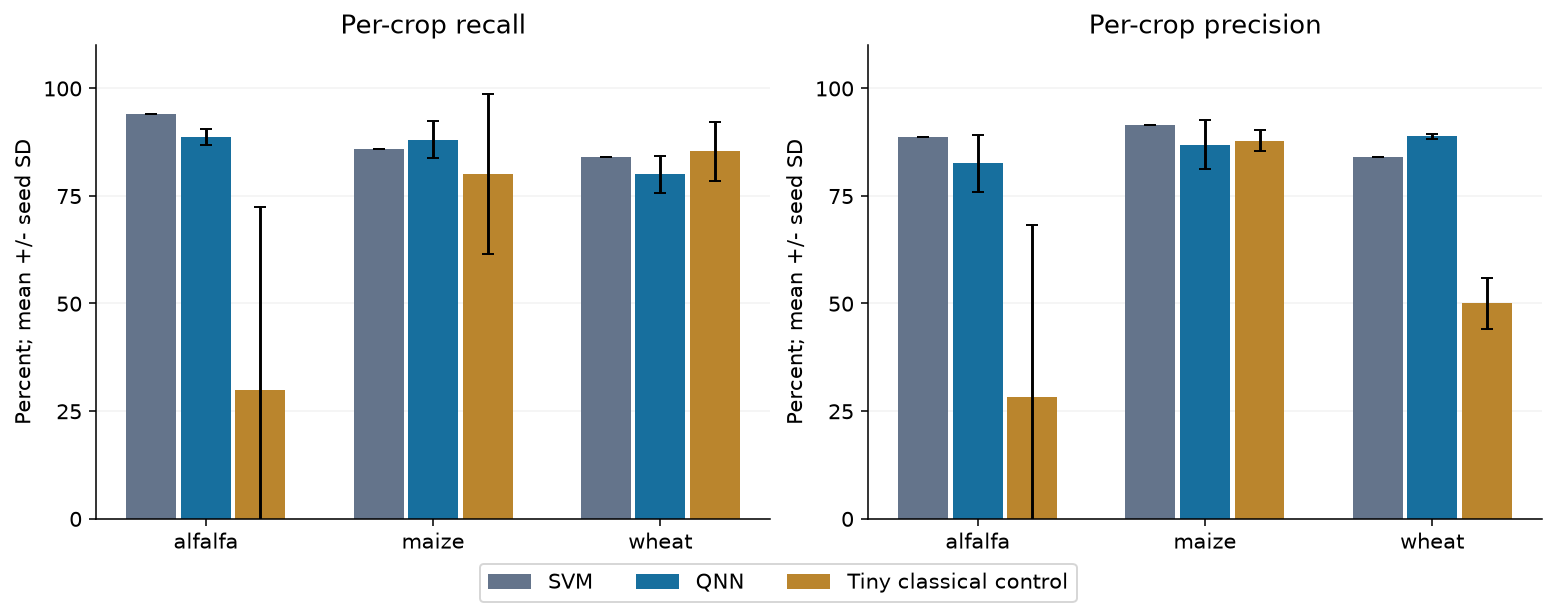 Per-crop recall
Percent; mean +/- seed SD
100
75
50
25
0
alfalfa
maize
wheat
Per-crop precision
Percent; mean +/- seed SD
100
75
50
25
0
alfalfa
maize
wheat
SVM
QNN
Tiny classical control